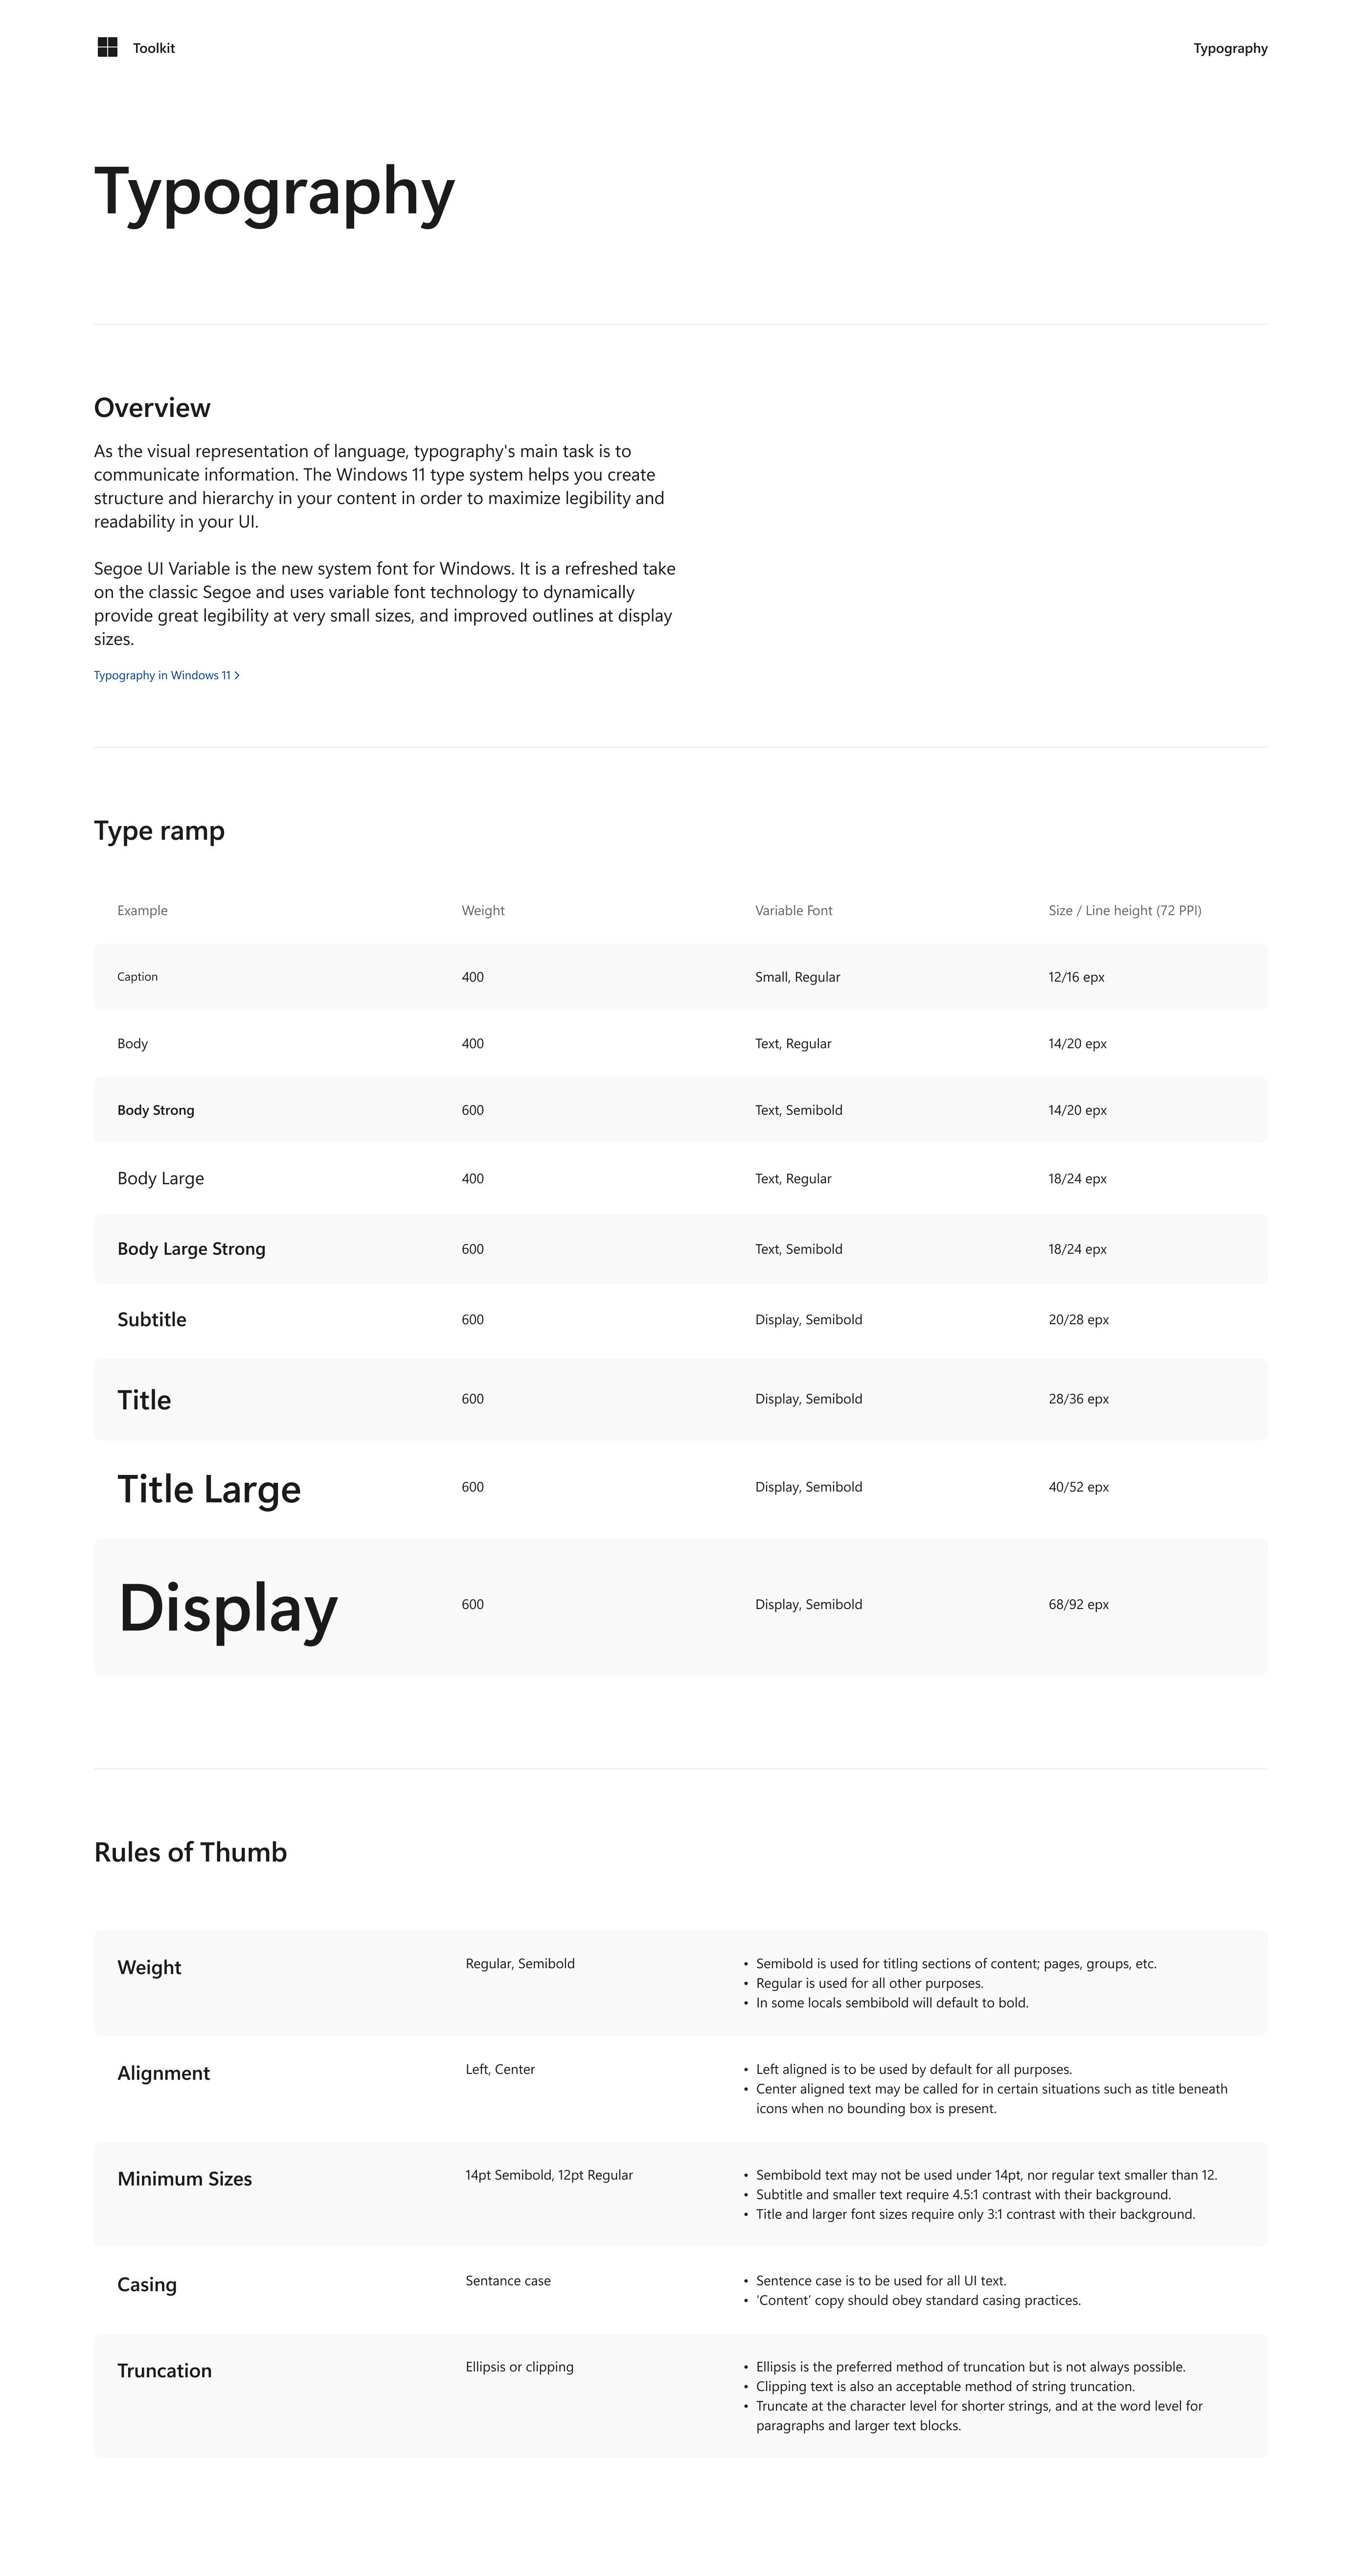 Toolkit
Typography
Typography
Overview
As the visual representation of language, typography's main task is to
communicate information. The Windows 11 type system helps you create
structure and hierarchy in your content in order to maximize legibility and
readability in your UI.
Segoe UI Variable is the new system font for Windows. It is a refreshed take
on the classic Segoe and uses variable font technology to dynamically
provide great legibility at very small sizes, and improved outlines at display
sizes.
Typography in Windows 11
Type ramp
Example Weight Variable Font Size / Line height (72 PPI)
Caption 400 Small, Regular 12/16 epx
Body 400 Text, Regular 14/20 epx
Body Strong 600 Text, Semibold 14/20 epx
Body Large 400 Text, Regular 18/24 epx
Body Large Strong 600 Text, Semibold 18/24 epx
Subtitle 600 Display, Semibold 20/28 epx
Title 600 Display, Semibold 28/36 epx
Title Large 600 Display, Semibold 40/52 epx
Display 600 Display, Semibold 68/92 epx
Rules of Thumb
Weight
Regular, Semibold
• Semibold is used for titling sections of content; pages, groups, etc.
• Regular is used for all other purposes.
• In some locals sembibold will default to bold.
Alignment
Left, Center
• Left aligned is to be used by default for all purposes.
• Center aligned text may be called for in certain situations such as title beneath
icons when no bounding box is present.
Minimum Sizes
14pt Semibold, 12pt Regular
• Sembibold text may not be used under 14pt, nor regular text smaller than 12.
• Subtitle and smaller text require 4.5:1 contrast with their background.
• Title and larger font sizes require only 3:1 contrast with their background.
Casing
Sentance case
• Sentence case is to be used for all UI text.
• 'Content' copy should obey standard casing practices.
Truncation
Ellipsis or clipping
• Ellipsis is the preferred method of truncation but is not always possible.
• Clipping text is also an acceptable method of string truncation.
• Truncate at the character level for shorter strings, and at the word level for
paragraphs and larger text blocks.